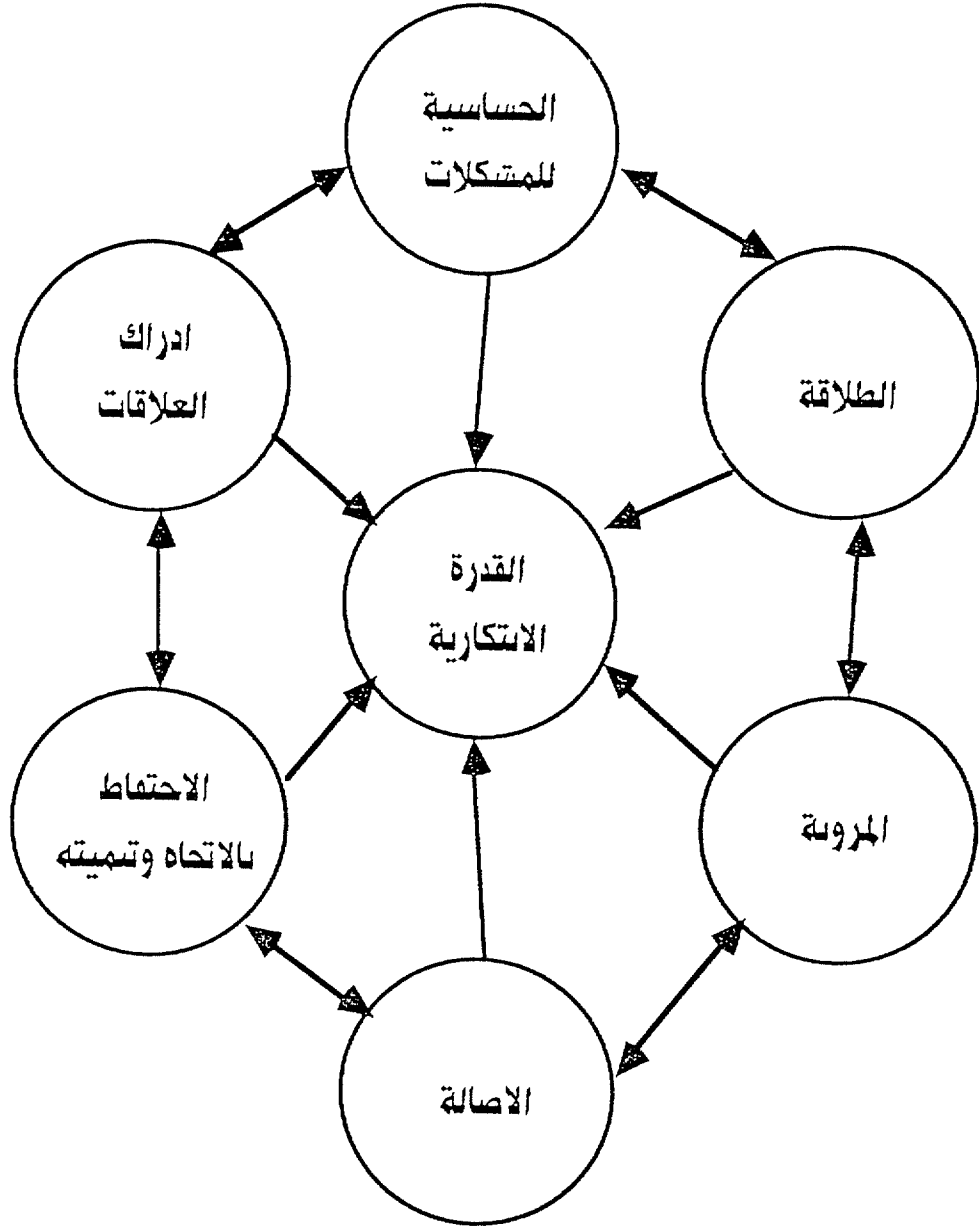 الحساسية
للمشكلات
الطلاقة
ادراك
العلاقات
القدرة
الابتكارية
المرونة
الاحتفاظ
بالاتجاه وتنميته
الاصالة